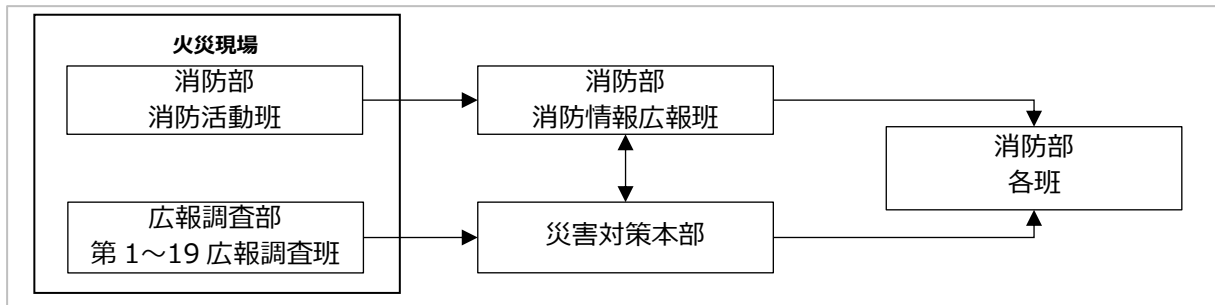 火災現場
消防部
消防活動班
消防部
消防情報広報班
消防部
各班
広報調査部
第 1～19 広報調査班
災害対策本部